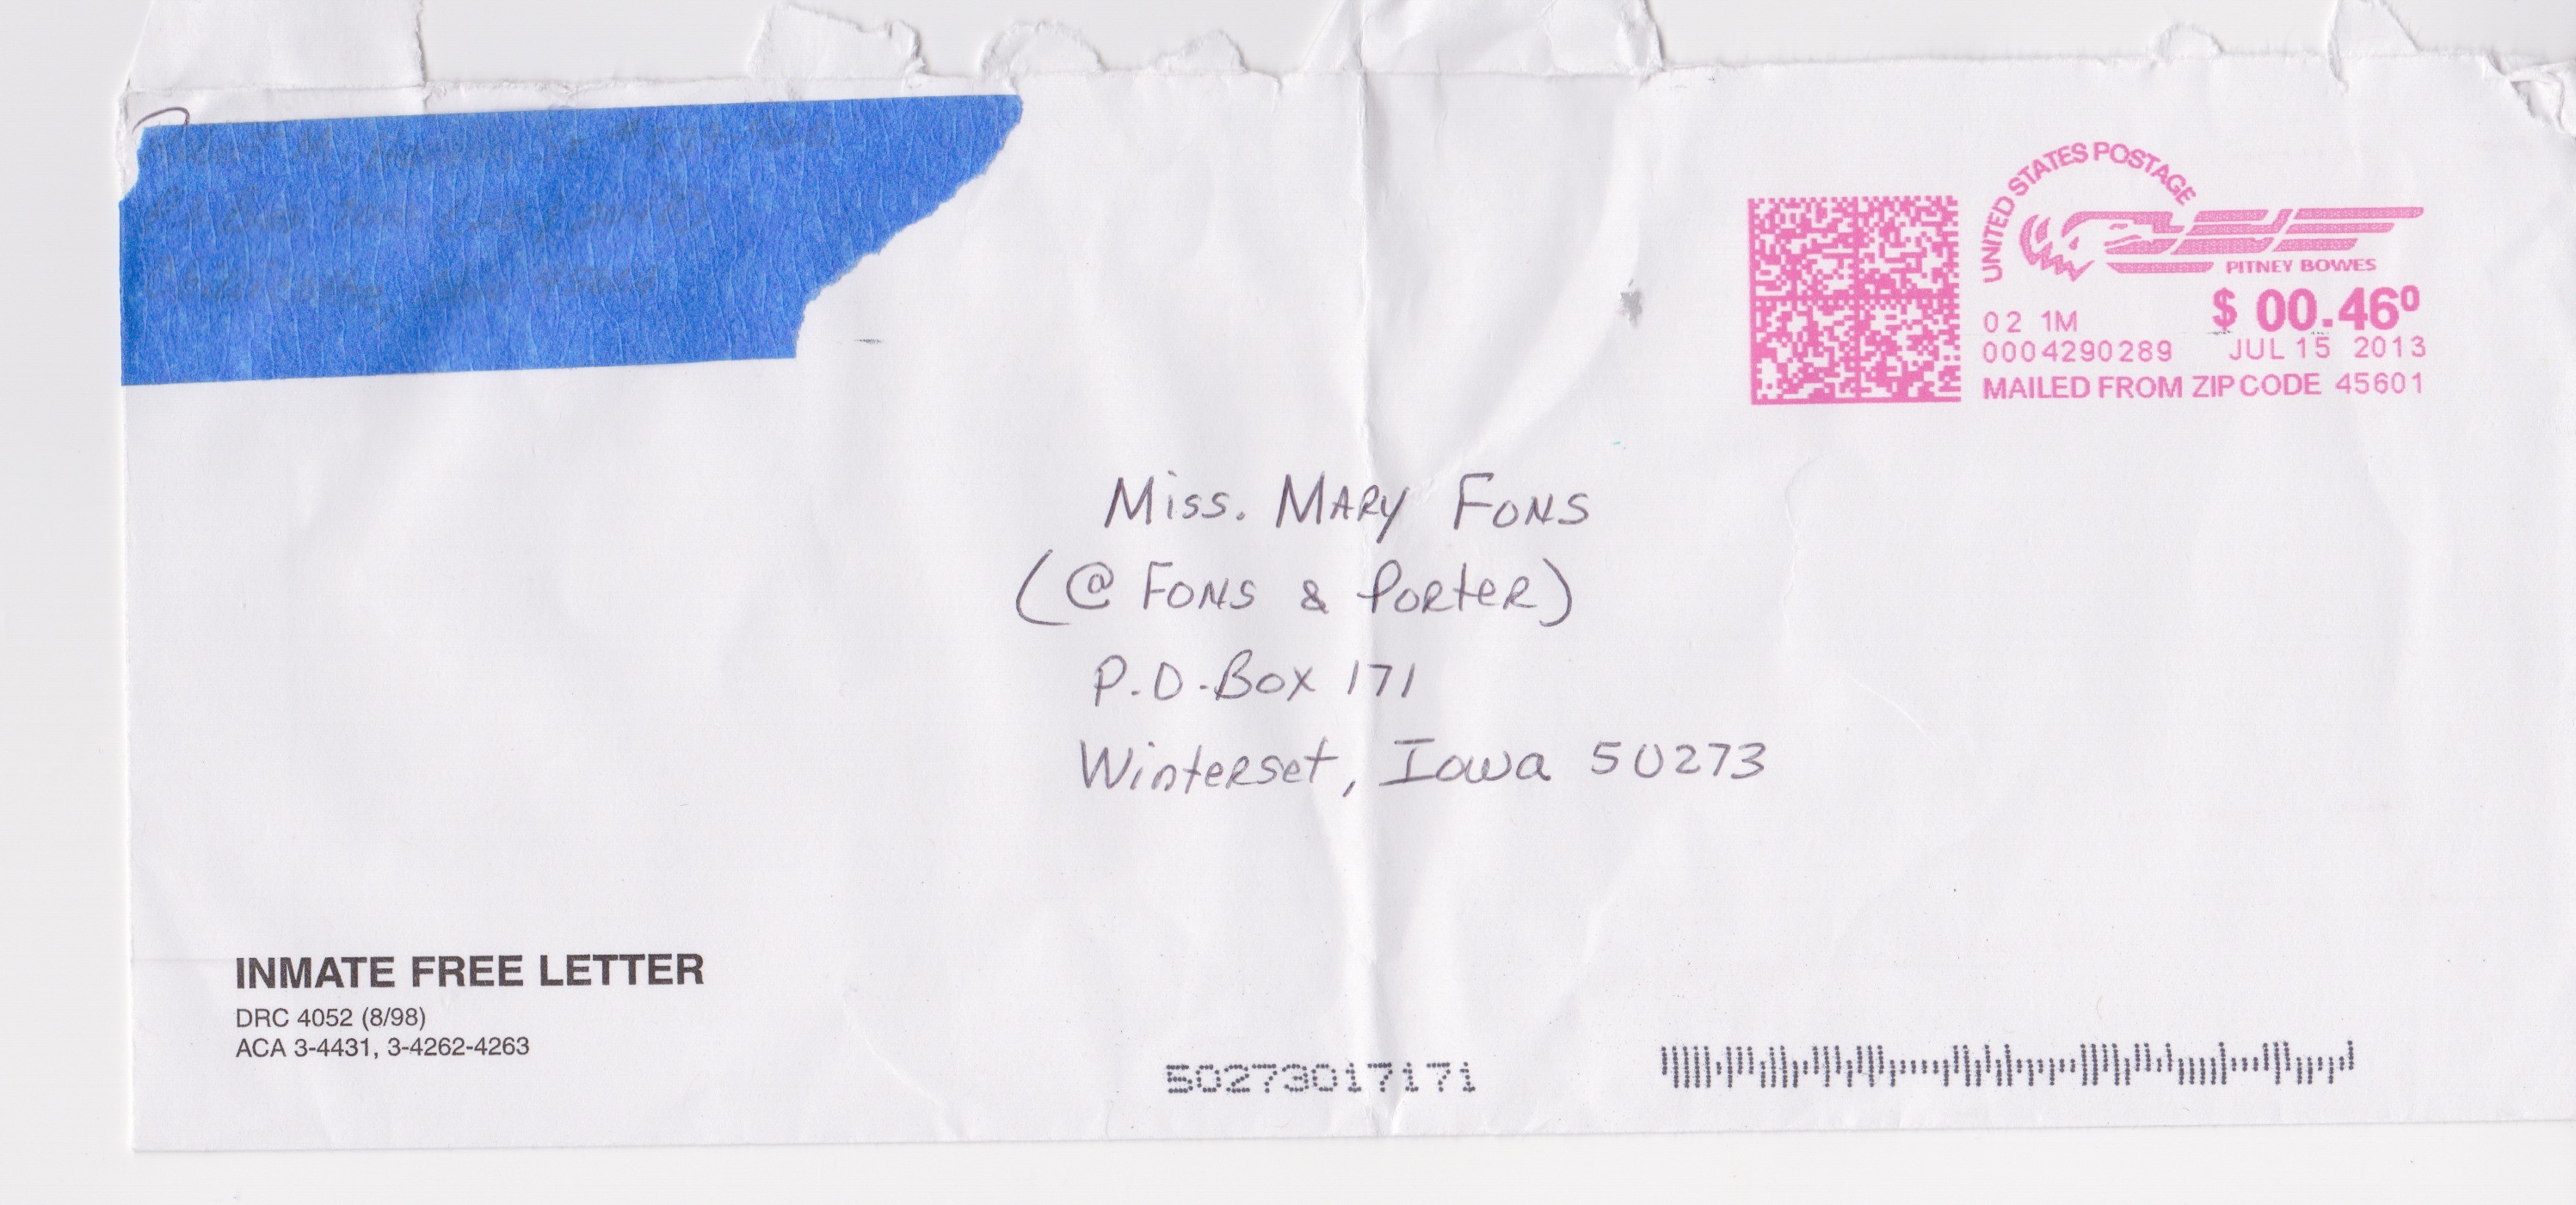 UNITED STATES POSTAGE
PITNEY BOWES
02 1M
$ 00.46⁰
0004290289
JUL 15 2013
MAILED FROM ZIP CODE 45601
Miss. MARY FONS
(@ FONS & PORTER)
P.O. Box 171
Winterset, Iowa 50273
INMATE FREE LETTER
DRC 4052 (8/98)
ACA 3-4431, 3-4262-4263
50273017171